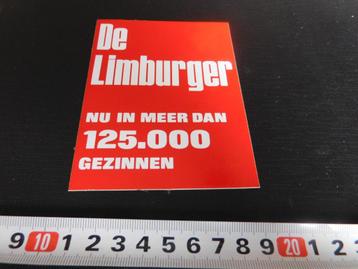 De
Limburger
NU IN MEER DAN
125.000
GEZINNEN
9 10 1 2 3 4 5 6 7 8 9 20 1 2